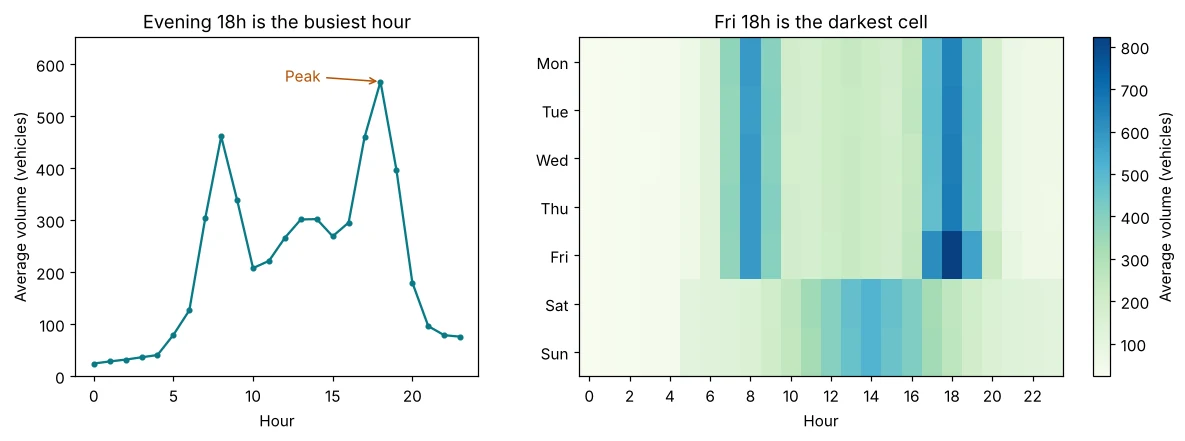 Evening 18h is the busiest hour
Average volume (vehicles)
600
500
400
300
200
100
0
Peak
0 5 10 15 20
Hour
Fri 18h is the darkest cell
Mon
Tue
Wed
Thu
Fri
Sat
Sun
0 2 4 6 8 10 12 14 16 18 20 22
Hour
800
700
600
500
400
300
200
100
Average volume (vehicles)